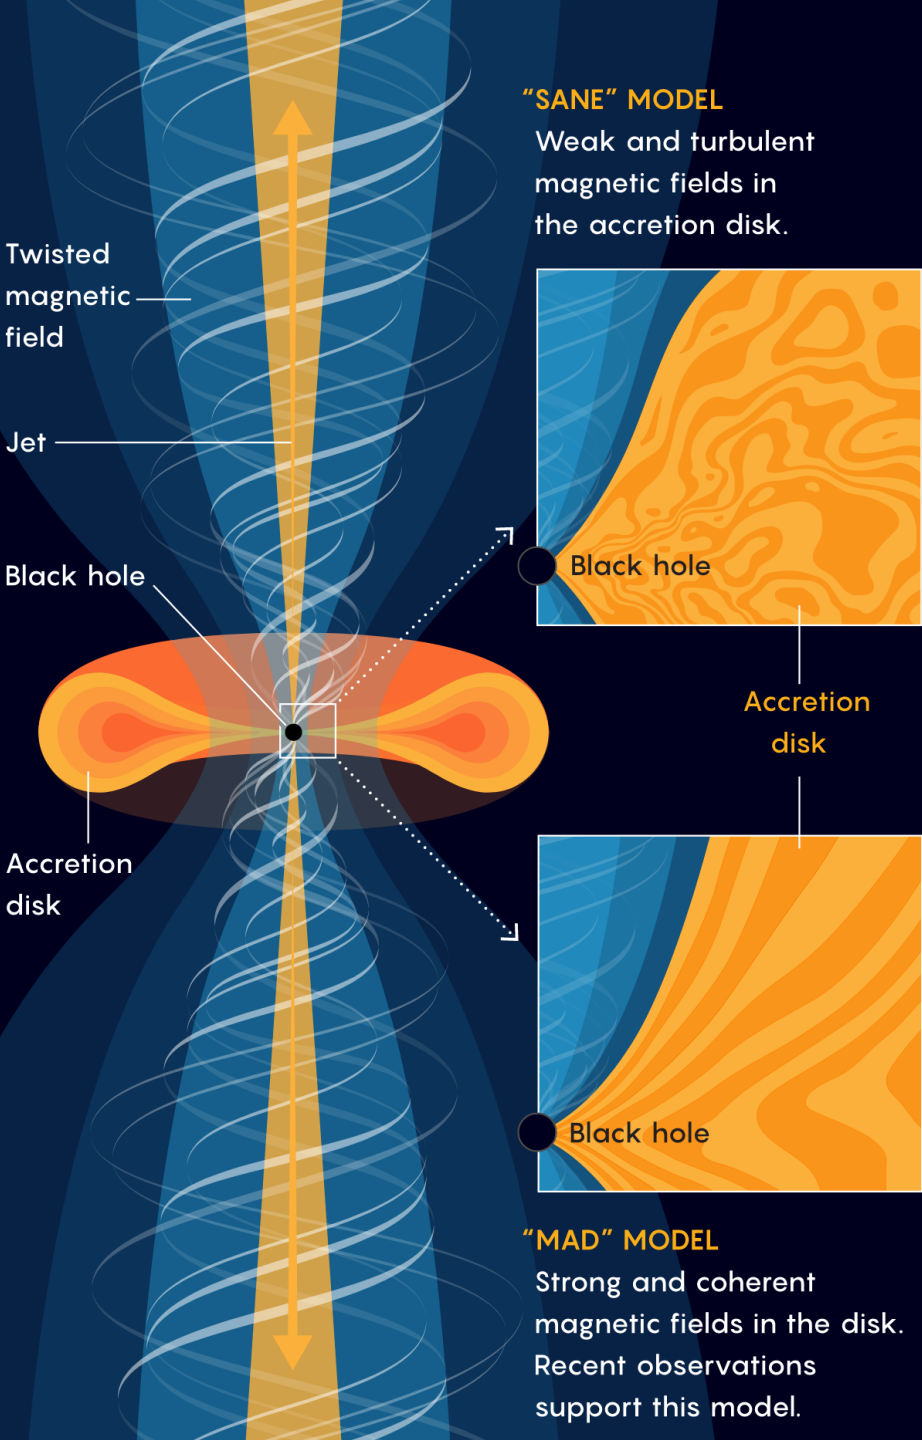 “SANE” MODEL
Weak and turbulent
magnetic fields in
the accretion disk.
Twisted
magnetic
field
Jet
Black hole
Black hole
Accretion
disk
Accretion
disk
Black hole
“MAD” MODEL
Strong and coherent
magnetic fields in the disk.
Recent observations
support this model.